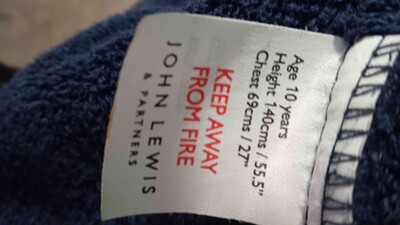 Age 10 years
Height 140cms / 55.5"
Chest 69cms / 27"
KEEP AWAY
FROM FIRE
JOHN LEWIS
& PARTNERS